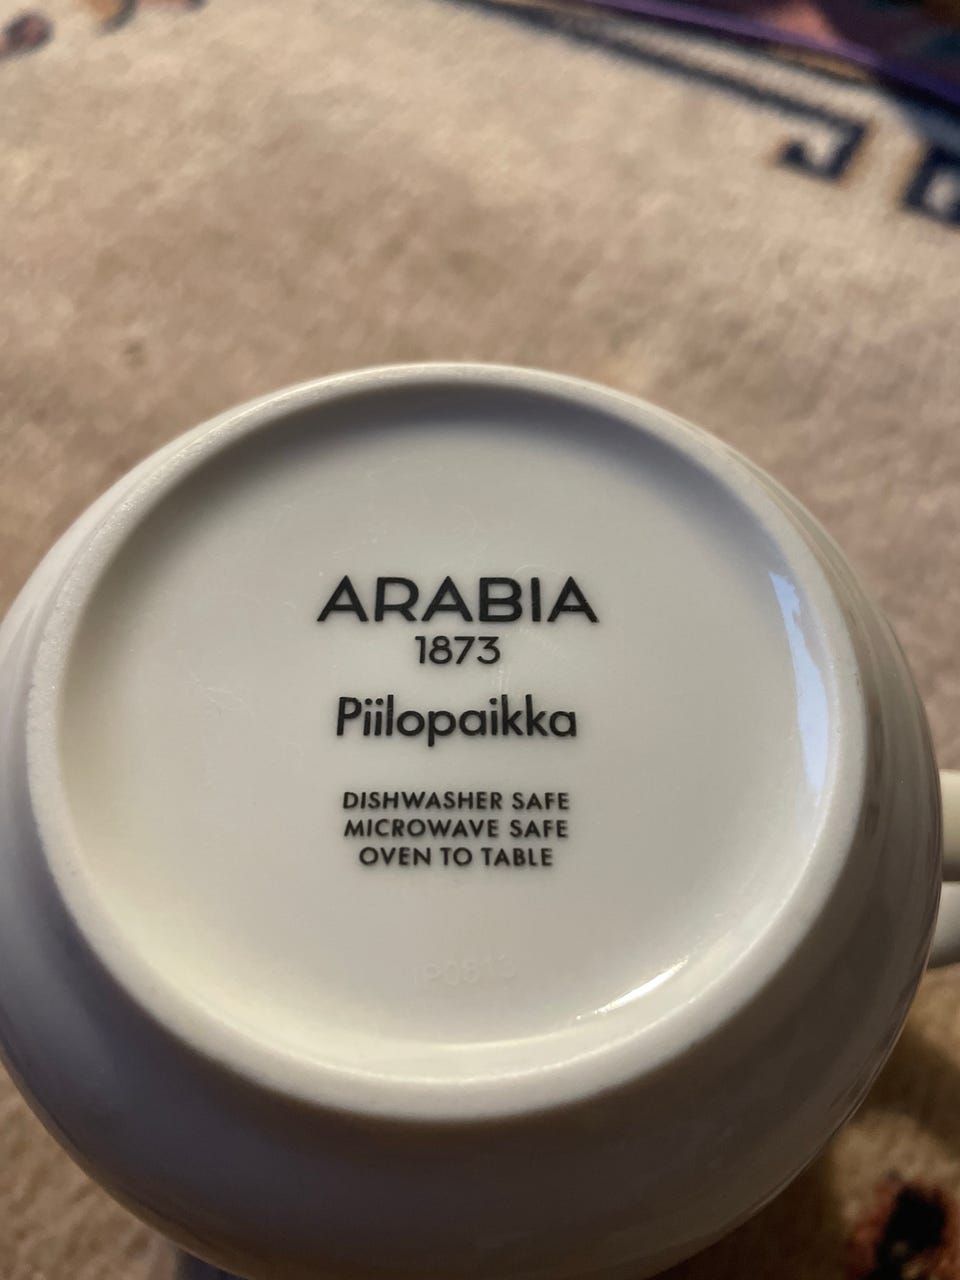 ARABIA
1873
Piilopaikka
DISHWASHER SAFE
MICROWAVE SAFE
OVEN TO TABLE